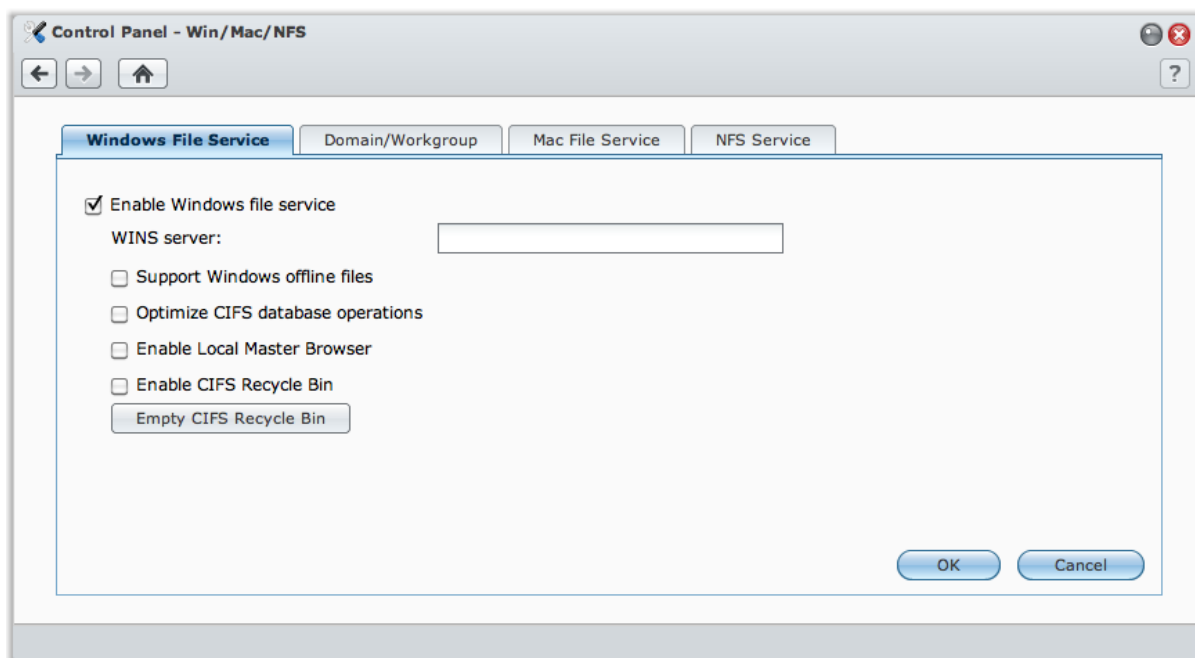 Control Panel - Win/Mac/NFS
?
Windows File Service Domain/Workgroup Mac File Service NFS Service
Enable Windows file service
WINS server:
Support Windows offline files
Optimize CIFS database operations
Enable Local Master Browser
Enable CIFS Recycle Bin
Empty CIFS Recycle Bin
OK Cancel